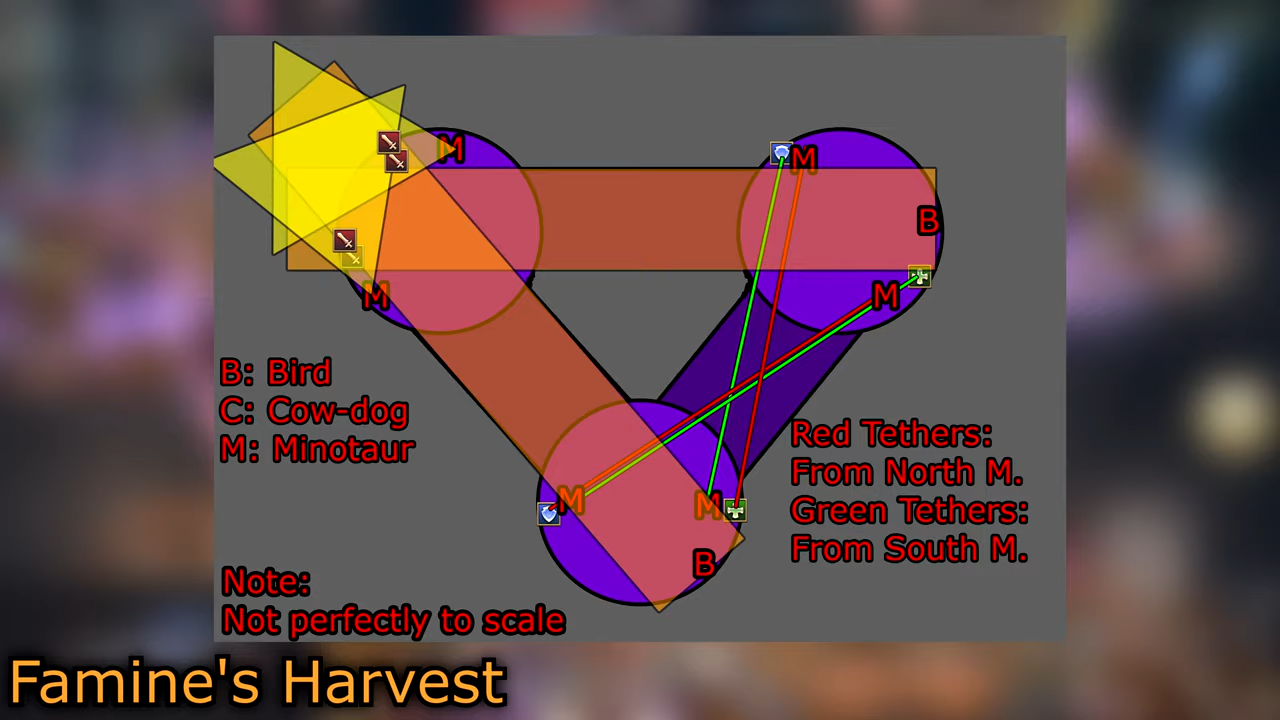 M
M
B
M
M
B: Bird
C: Cow-dog
M: Minotaur
Red Tethers:
From North M.
Green Tethers:
From South M.
M
M
B
Note:
Not perfectly to scale
Famine's Harvest